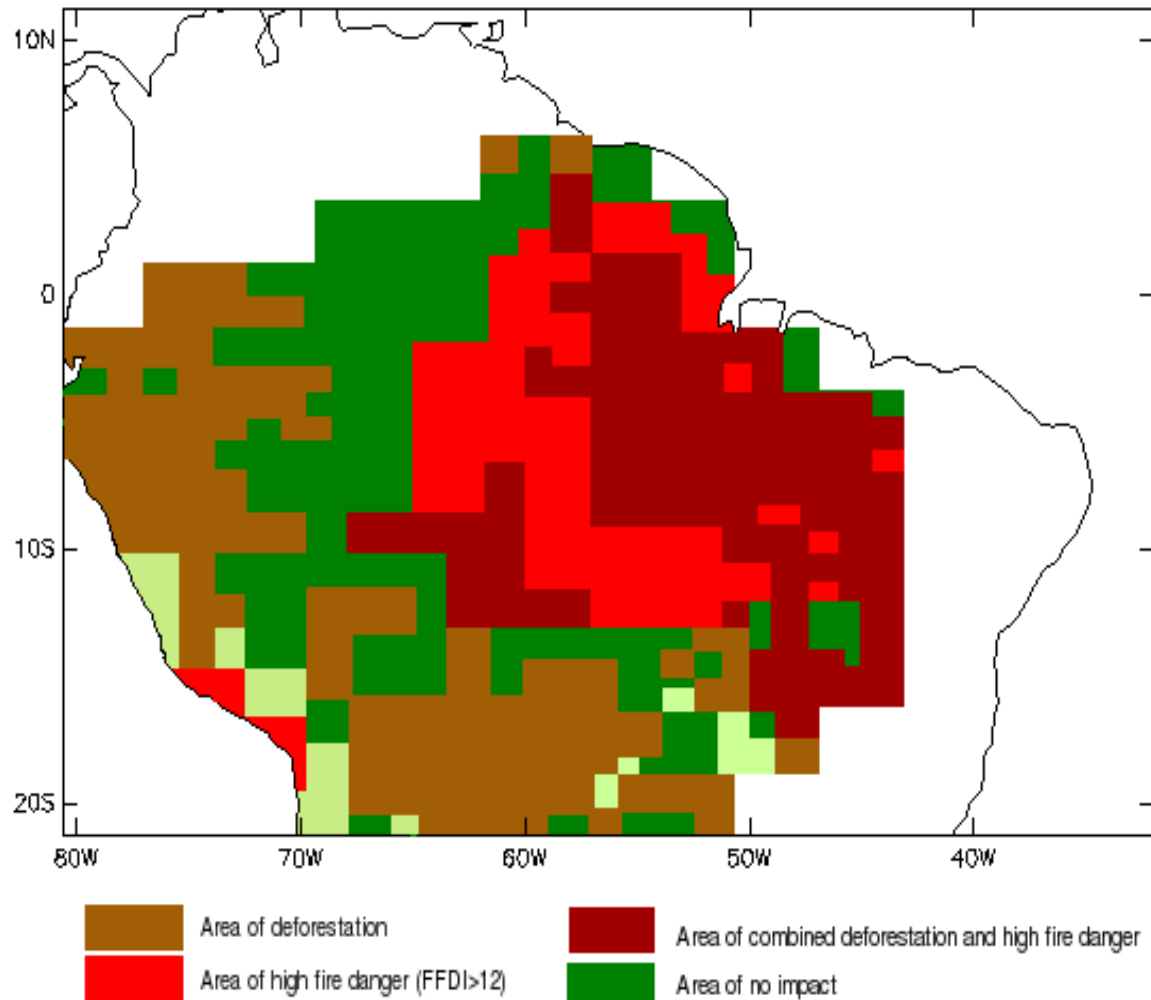 10N
0
10S
20S
80W 70W 60W 50W 40W
Area of deforestation
Area of combined deforestation and high fire danger
Area of high fire danger (FFDI>12)
Area of no impact